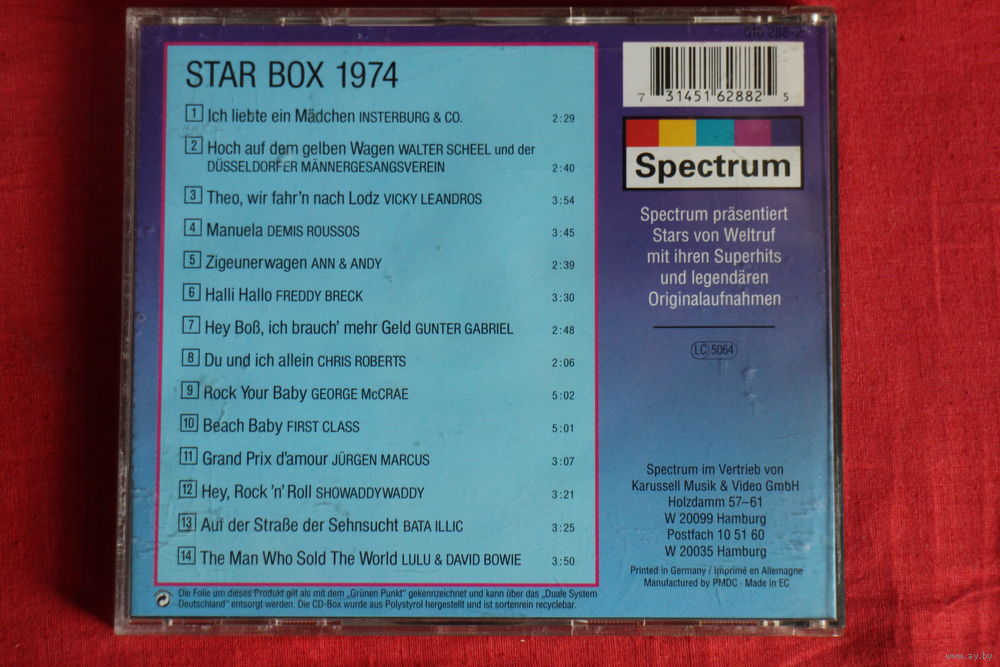 STAR BOX 1974
1 Ich liebte ein Mädchen INSTERBURG & CO. 2:29
2 Hoch auf dem gelben Wagen WALTER SCHEEL und der
DÜSSELDORFER MÄNNERGESANGSVEREIN 2:40
3 Theo, wir fahr'n nach Lodz VICKY LEANDROS 3:54
4 Manuela DEMIS ROUSSOS 3:45
5 Zigeunerwagen ANN & ANDY 2:39
6 Halli Hallo FREDDY BRECK 3:30
7 Hey Boß, ich brauch' mehr Geld GUNTER GABRIEL 2:48
8 Du und ich allein CHRIS ROBERTS 2:06
9 Rock Your Baby GEORGE McCRAE 5:02
10 Beach Baby FIRST CLASS 5:01
11 Grand Prix d'amour JÜRGEN MARCUS 3:07
12 Hey, Rock 'n' Roll SHOWADDYWADDY 3:21
13 Auf der Straße der Sehnsucht BATA ILLIC 3:25
14 The Man Who Sold The World LULU & DAVID BOWIE 3:50
Die Folie um dieses Produkt gilt als mit dem „Grünen Punkt" gekennzeichnet und kann über das „Duale System
Deutschland" entsorgt werden. Die CD-Box wurde aus Polystyrol hergestellt und ist sortenrein recyclebar.
516 288-2
7 31451 62882 5
Spectrum
Spectrum präsentiert
Stars von Weltruf
mit ihren Superhits
und legendären
Originalaufnahmen
LC 5064
Spectrum im Vertrieb von
Karussell Musik & Video GmbH
Holzdamm 57–61
W 20099 Hamburg
Postfach 10 51 60
W 20035 Hamburg
Printed in Germany / Imprimé en Allemagne
Manufactured by PMDC · Made in EC
www.ay.by